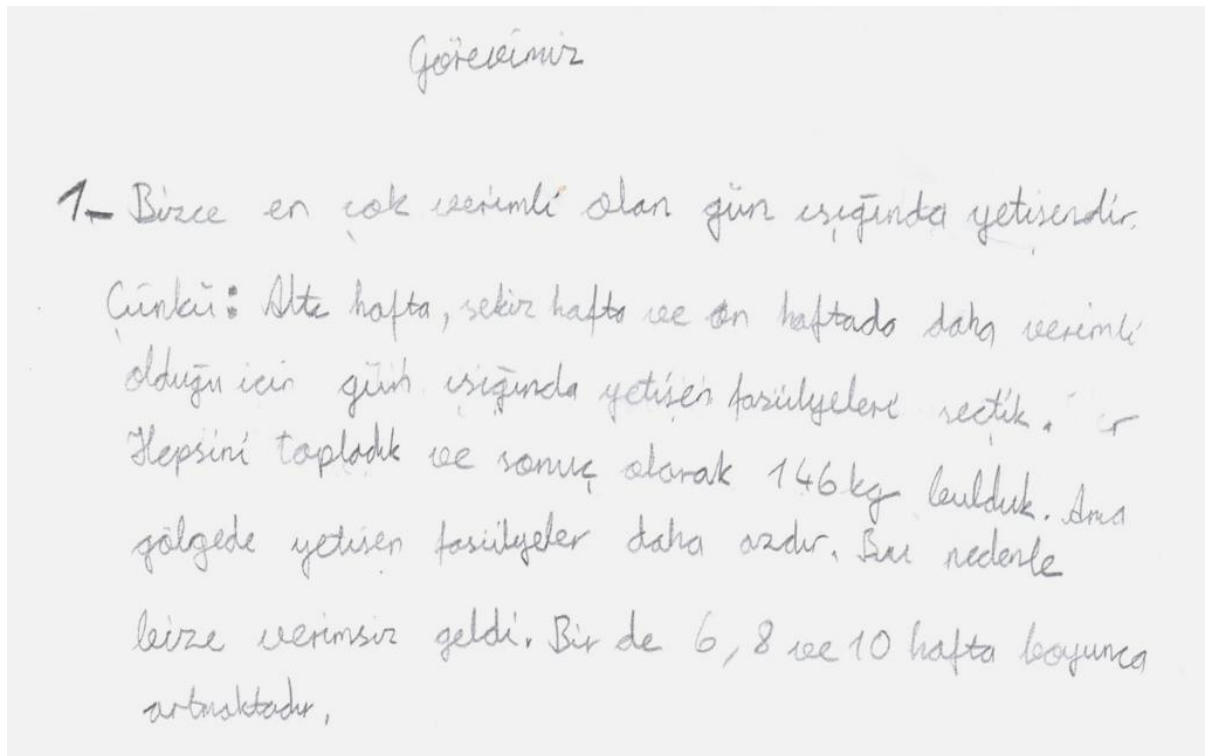 Görevimiz
1- Bizce en çok verimli olan gün ışığında yetişendir.
Çünkü: Altı hafta, sekiz hafta ve on haftada daha verimli
olduğu için gün ışığında yetişen fasülyeleri seçtik.
Hepsini topladık ve sonuç olarak 146 kg bulduk. Ama
gölgede yetişen fasülyeler daha azdır. Bu nedenle
bize verimsiz geldi. Bir de 6, 8 ve 10 hafta boyunca
artmaktadır.